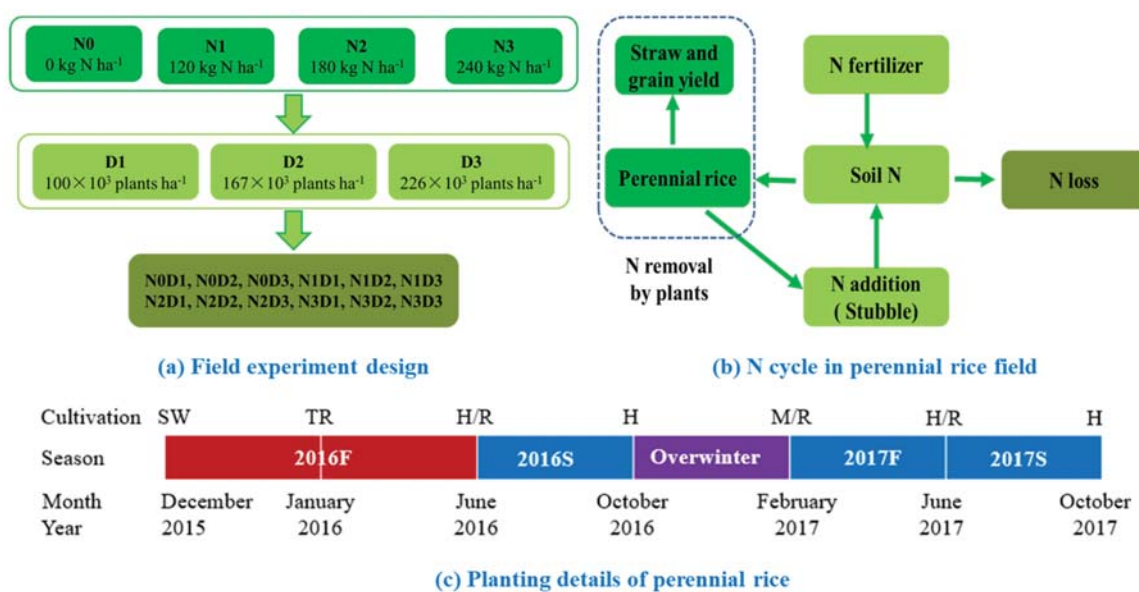 N0
0 kg N ha⁻¹
N1
120 kg N ha⁻¹
N2
180 kg N ha⁻¹
N3
240 kg N ha⁻¹
D1
100×10³ plants ha⁻¹
D2
167×10³ plants ha⁻¹
D3
226×10³ plants ha⁻¹
N0D1, N0D2, N0D3, N1D1, N1D2, N1D3
N2D1, N2D2, N2D3, N3D1, N3D2, N3D3
(a) Field experiment design
Straw and
grain yield
N fertilizer
Perennial rice
Soil N
N loss
N removal
by plants
N addition
( Stubble)
(b) N cycle in perennial rice field
Cultivation SW TR H/R H M/R H/R H
Season 2016F 2016S Overwinter 2017F 2017S
Month December January June October February June October
Year 2015 2016 2016 2016 2017 2017 2017
(c) Planting details of perennial rice